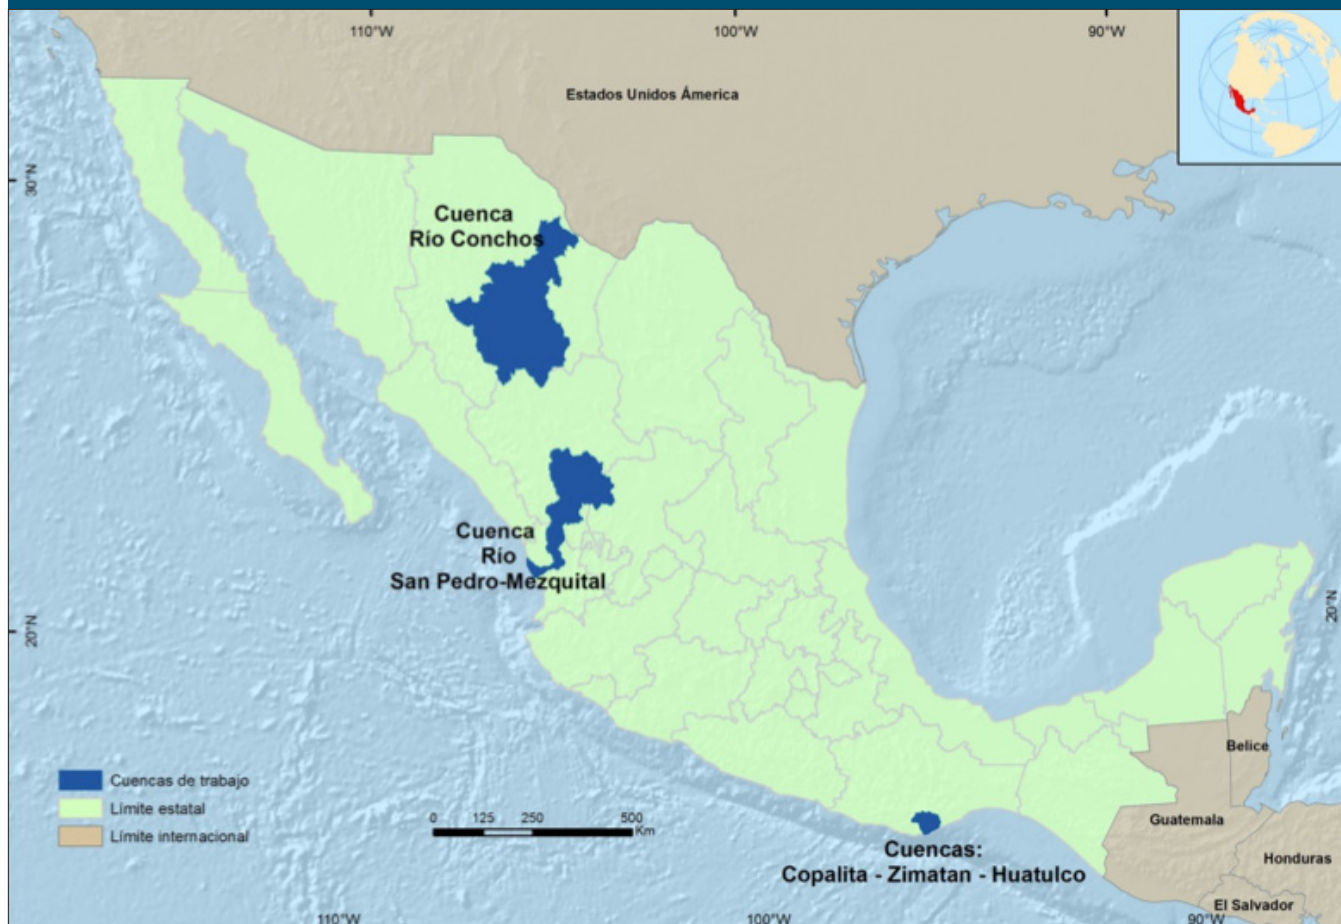 110°W
100°W
90°W
Estados Unidos Ámerica
30°N
Cuenca
Río Conchos
Cuenca
Río
San Pedro-Mezquital
20°N
20°N
Belice
Cuencas de trabajo
Límite estatal
Límite internacional
0 125 250 500
Km
Guatemala
Cuencas:
Copalita - Zimatan - Huatulco
Honduras
El Salvador
110°W
100°W
90°W